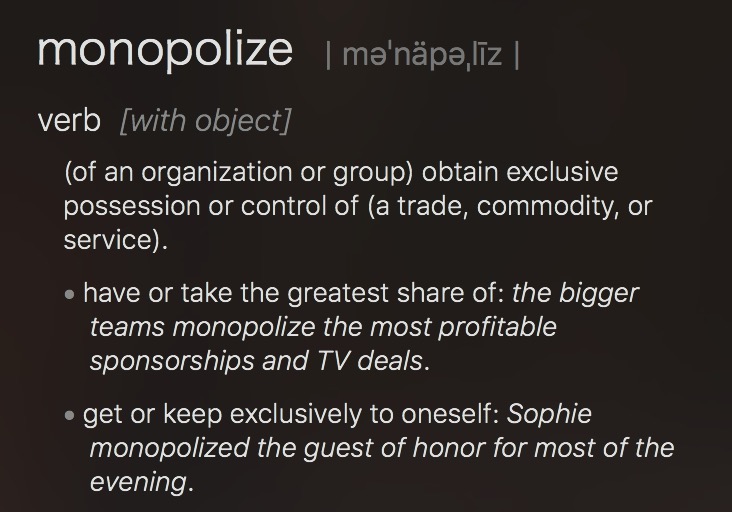 monopolize | məˈnäpəˌlīz |
verb [with object]
(of an organization or group) obtain exclusive
possession or control of (a trade, commodity, or
service).
• have or take the greatest share of: the bigger
teams monopolize the most profitable
sponsorships and TV deals.
• get or keep exclusively to oneself: Sophie
monopolized the guest of honor for most of the
evening.